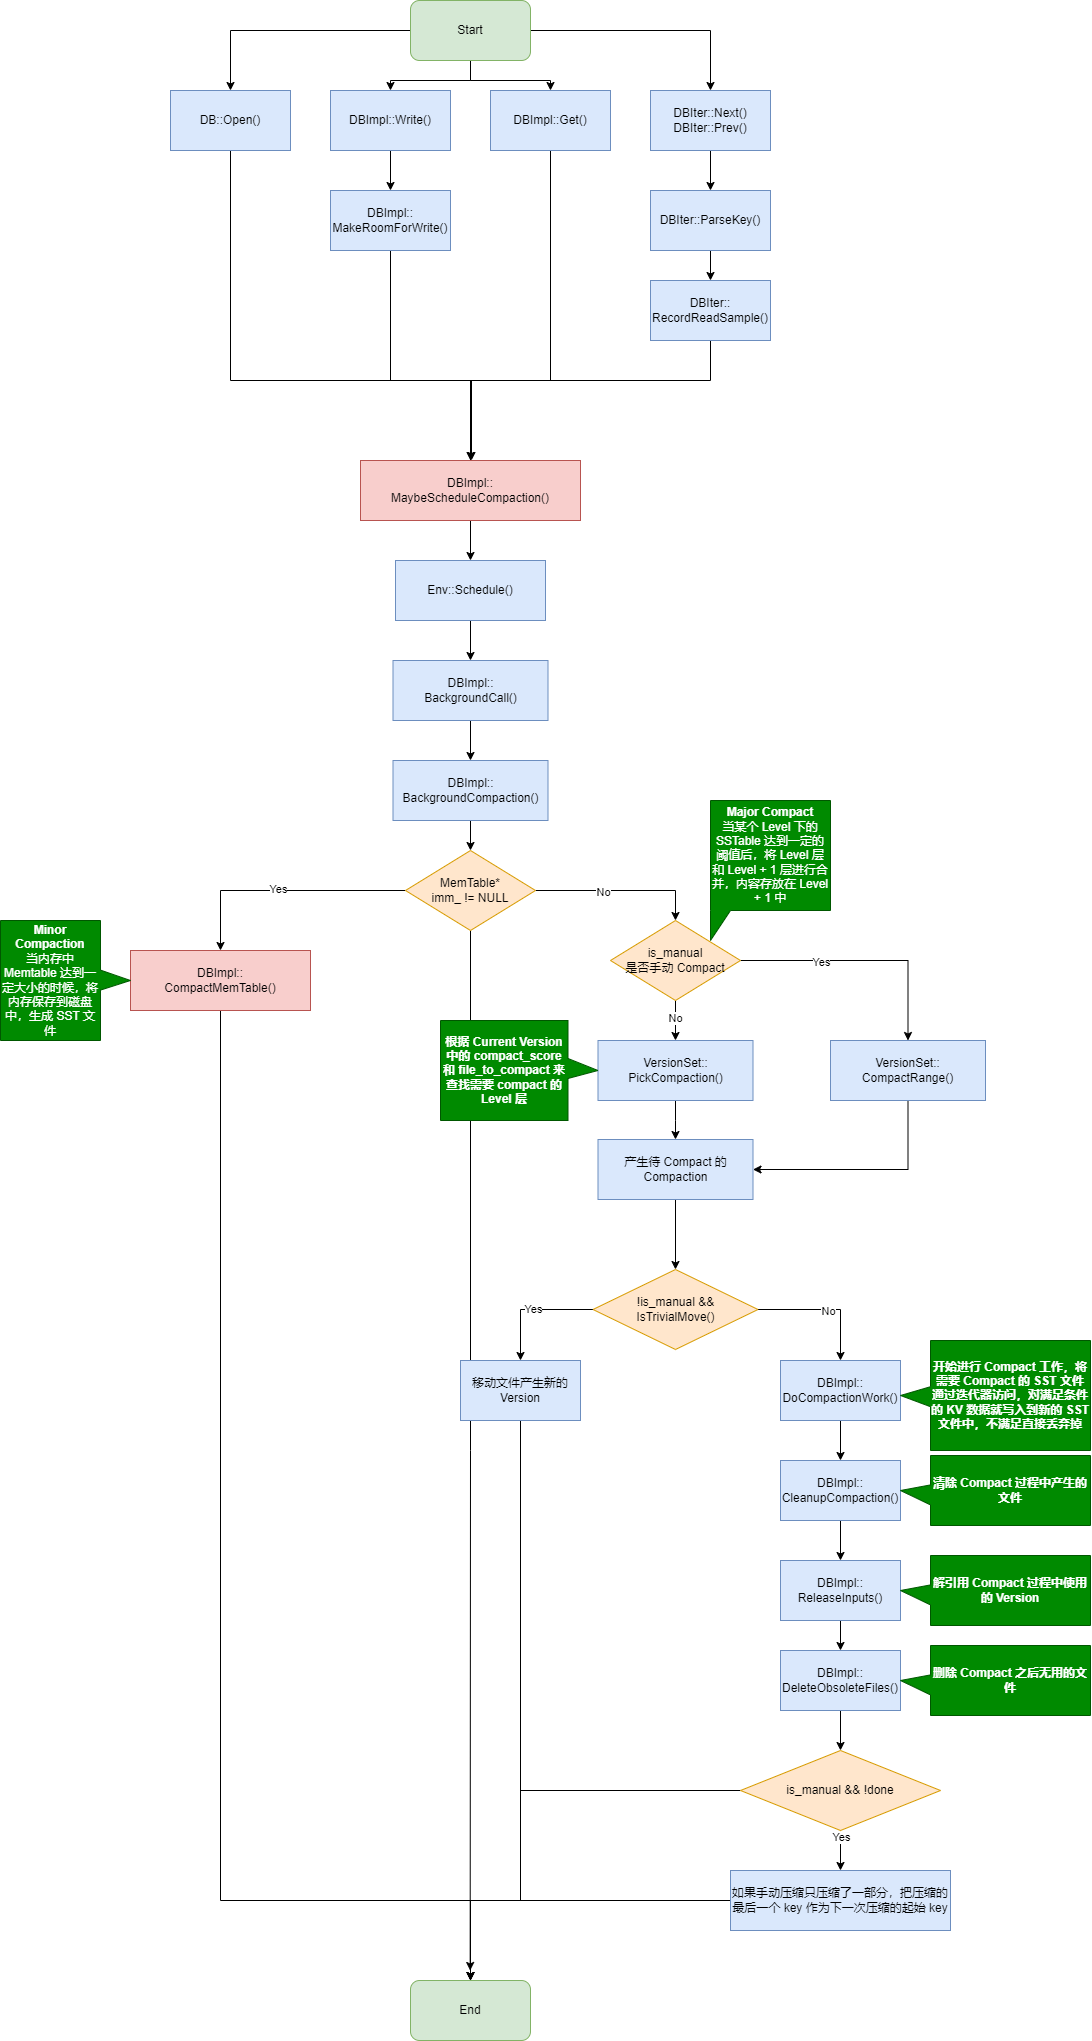 Start
DB::Open()
DBImpl::Write()
DBImpl::Get()
DBIter::Next()
DBIter::Prev()
DBImpl::
MakeRoomForWrite()
DBIter::ParseKey()
DBIter::
RecordReadSample()
DBImpl::
MaybeScheduleCompaction()
Env::Schedule()
DBImpl::
BackgroundCall()
DBImpl::
BackgroundCompaction()
Major Compact
当某个 Level 下的
SSTable 达到一定的
阈值后，将 Level 层
和 Level + 1 层进行合
并，内容存放在 Level
+ 1 中
MemTable*
imm_ != NULL
Yes
No
Minor
Compaction
当内存中
Memtable 达到一
定大小的时候，将
内存保存到磁盘
中，生成 SST 文
件
DBImpl::
CompactMemTable()
is_manual
是否手动 Compact
Yes
No
根据 Current Version
中的 compact_score
和 file_to_compact 来
查找需要 compact 的
Level 层
VersionSet::
PickCompaction()
VersionSet::
CompactRange()
产生待 Compact 的
Compaction
!is_manual &&
IsTrivialMove()
Yes
No
移动文件产生新的
Version
DBImpl::
DoCompactionWork()
开始进行 Compact 工作，将
需要 Compact 的 SST 文件
通过迭代器访问，对满足条件
的 KV 数据就写入到新的 SST
文件中，不满足直接丢弃掉
DBImpl::
CleanupCompaction()
清除 Compact 过程中产生的
文件
DBImpl::
ReleaseInputs()
解引用 Compact 过程中使用
的 Version
DBImpl::
DeleteObsoleteFiles()
删除 Compact 之后无用的文
件
is_manual && !done
Yes
如果手动压缩只压缩了一部分，把压缩的
最后一个 key 作为下一次压缩的起始 key
End